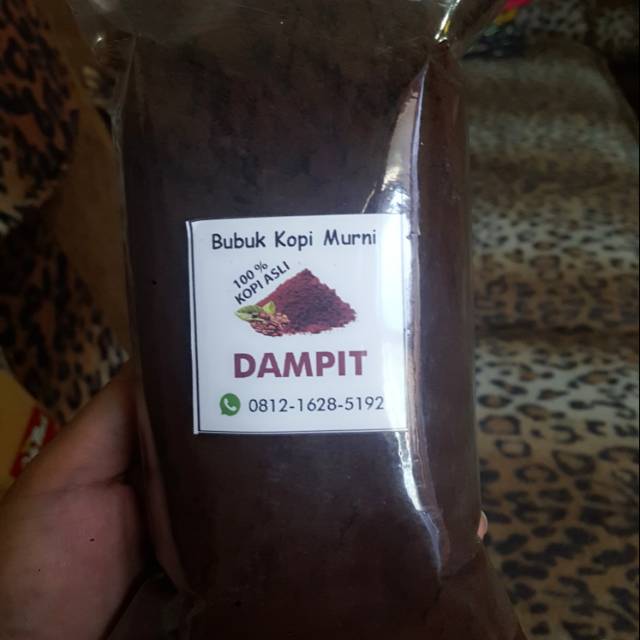 Bubuk Kopi Murni
100%
KOPI ASLI
DAMPIT
0812-1628-5192